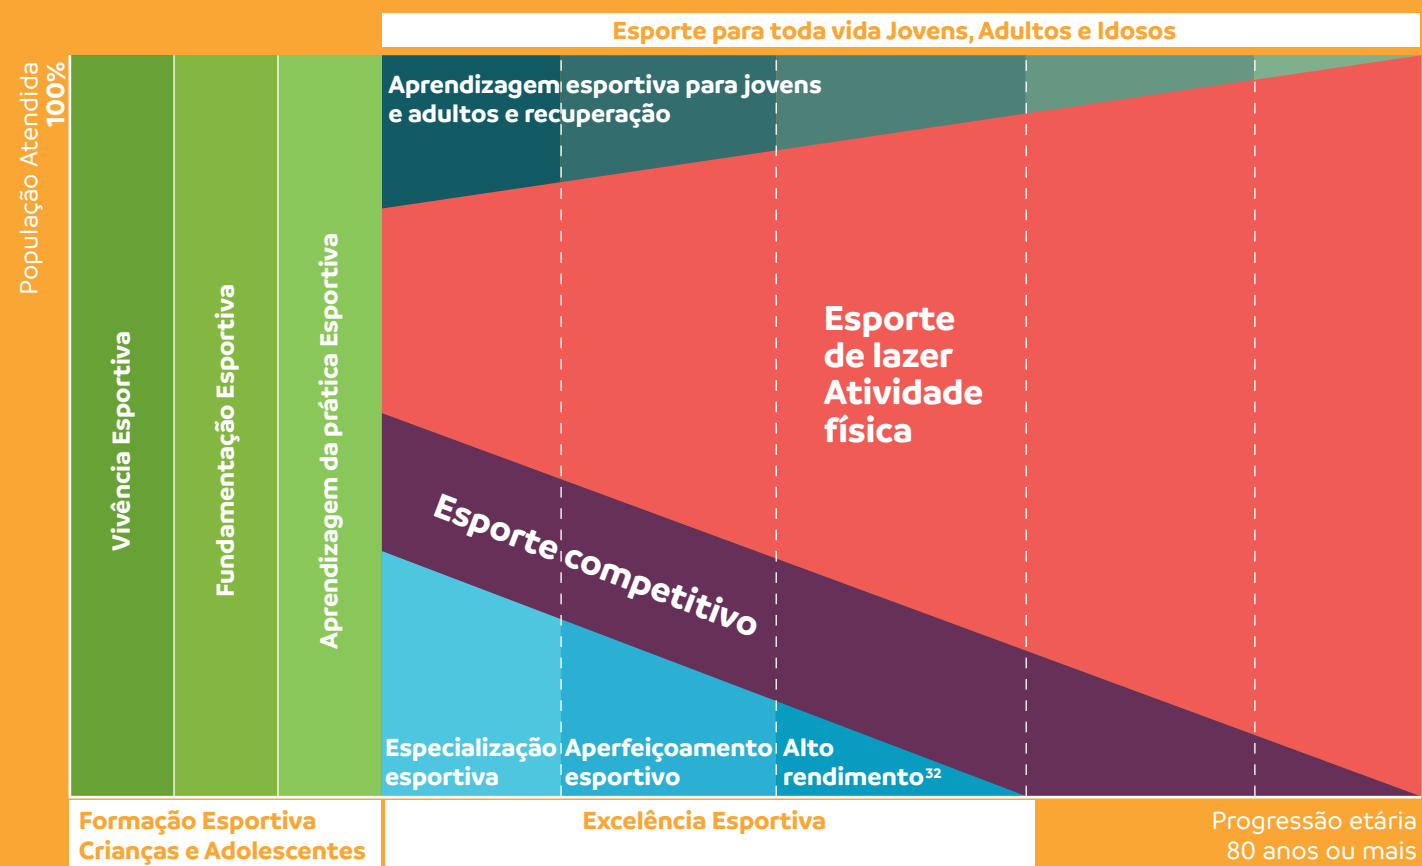 Esporte para toda vida Jovens, Adultos e Idosos
População Atendida
100%
Vivência Esportiva
Fundamentação Esportiva
Aprendizagem da prática Esportiva
Aprendizagem esportiva para jovens
e adultos e recuperação
Esporte
de lazer
Atividade
física
Esporte competitivo
Especialização
esportiva
Aperfeiçoamento
esportivo
Alto
rendimento³²
Formação Esportiva
Crianças e Adolescentes
Excelência Esportiva
Progressão etária
80 anos ou mais